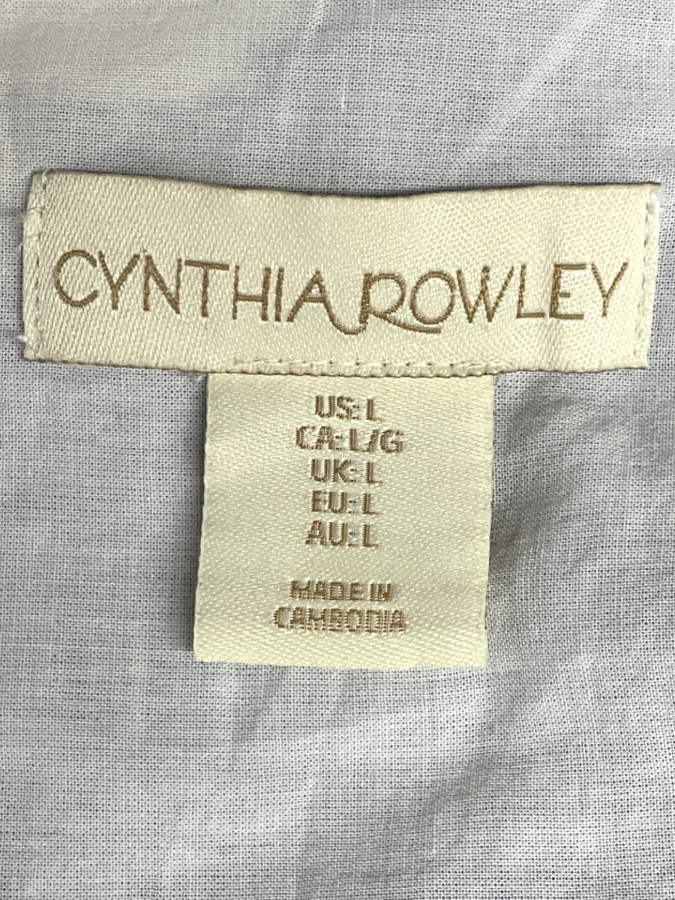 CYNTHIA ROWLEY
US: L
CA: L/G
UK: L
EU: L
AU: L
MADE IN
CAMBODIA